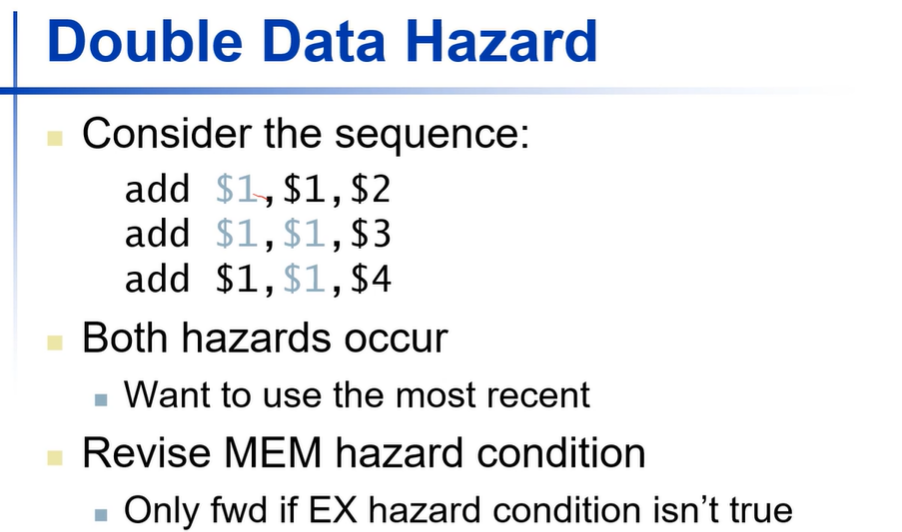 Double Data Hazard
Consider the sequence:
add $1,$1,$2
add $1,$1,$3
add $1,$1,$4
Both hazards occur
Want to use the most recent
Revise MEM hazard condition
Only fwd if EX hazard condition isn't true